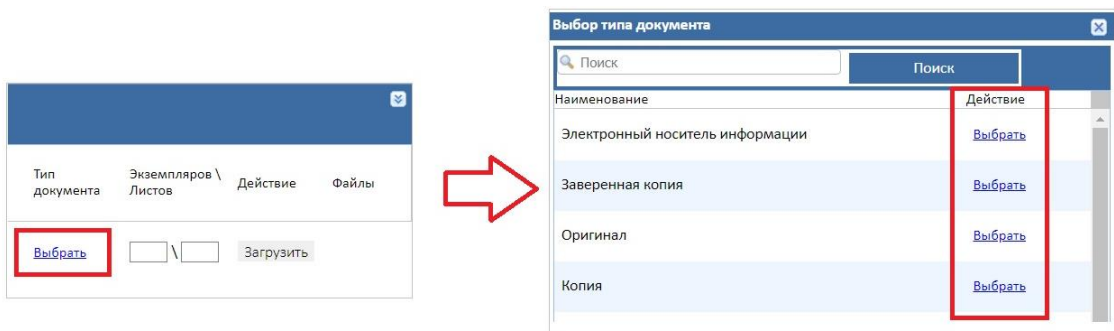 Тип документа
Экземпляров \ Листов
Действие
Файлы
Выбрать
\
Загрузить
Выбор типа документа
Поиск
Поиск
Наименование
Действие
Электронный носитель информации
Выбрать
Заверенная копия
Выбрать
Оригинал
Выбрать
Копия
Выбрать